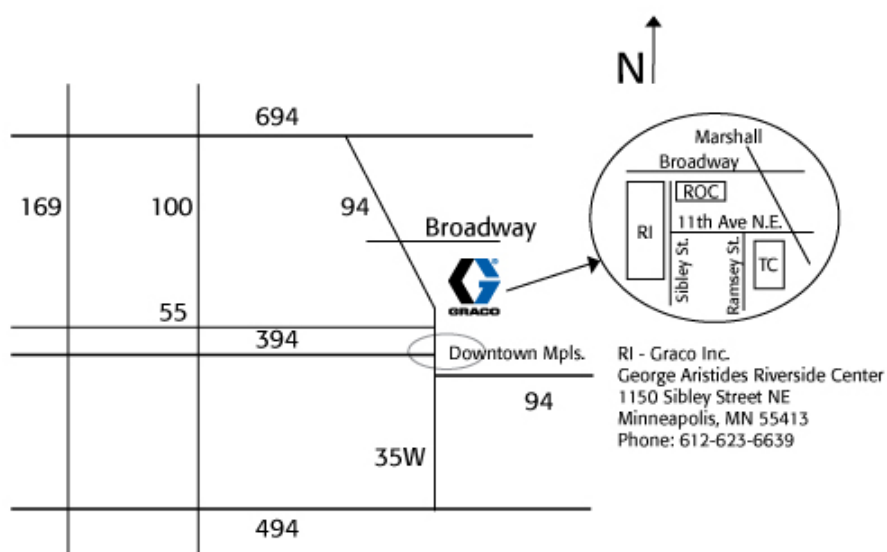 N
694
Marshall
Broadway
ROC
169
100
94
Broadway
RI
11th Ave N.E.
Sibley St.
Ramsey St.
TC
GRACO
55
394
Downtown Mpls.
94
35W
494
RI - Graco Inc.
George Aristides Riverside Center
1150 Sibley Street NE
Minneapolis, MN 55413
Phone: 612-623-6639